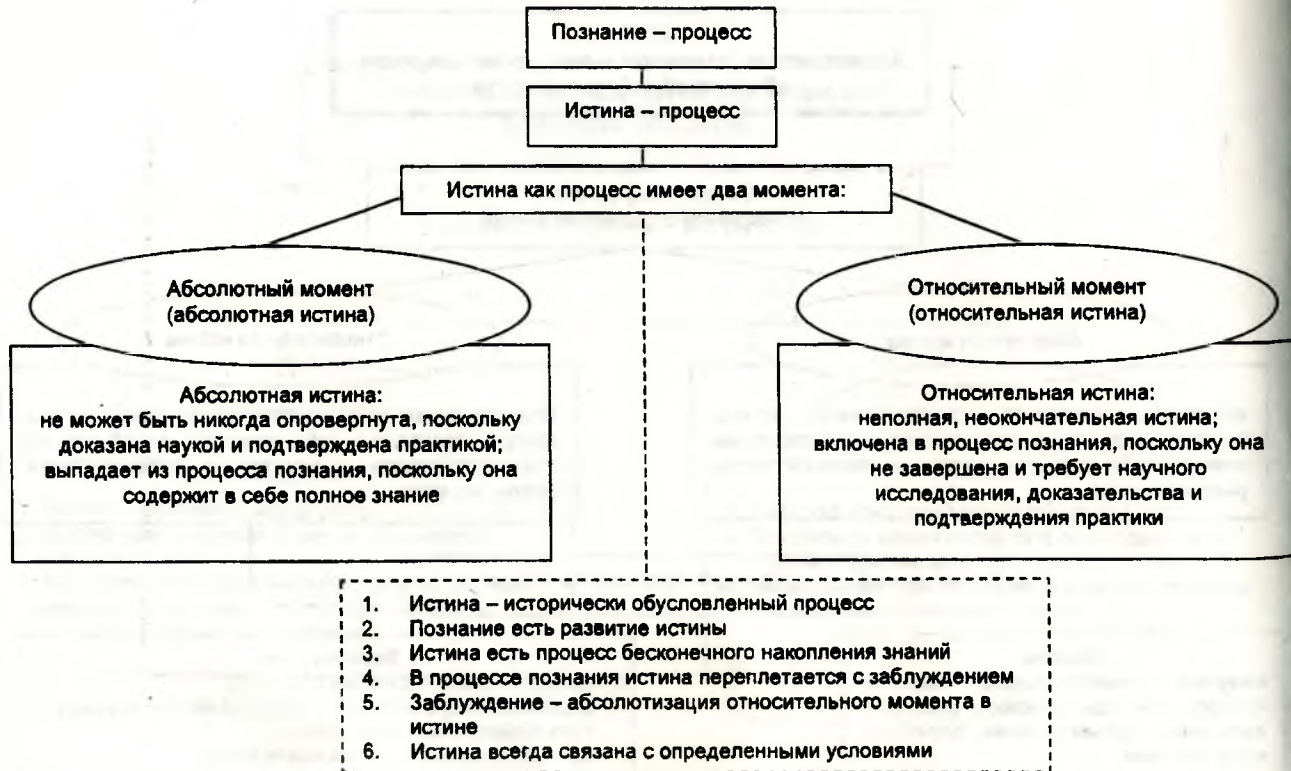 Познание – процесс
Истина – процесс
Истина как процесс имеет два момента:
Абсолютный момент
(абсолютная истина)
Относительный момент
(относительная истина)
Абсолютная истина:
не может быть никогда опровергнута, поскольку
доказана наукой и подтверждена практикой;
выпадает из процесса познания, поскольку она
содержит в себе полное знание
Относительная истина:
неполная, неокончательная истина;
включена в процесс познания, поскольку она
не завершена и требует научного
исследования, доказательства и
подтверждения практики
1. Истина – исторически обусловленный процесс
2. Познание есть развитие истины
3. Истина есть процесс бесконечного накопления знаний
4. В процессе познания истина переплетается с заблуждением
5. Заблуждение – абсолютизация относительного момента в
истине
6. Истина всегда связана с определенными условиями